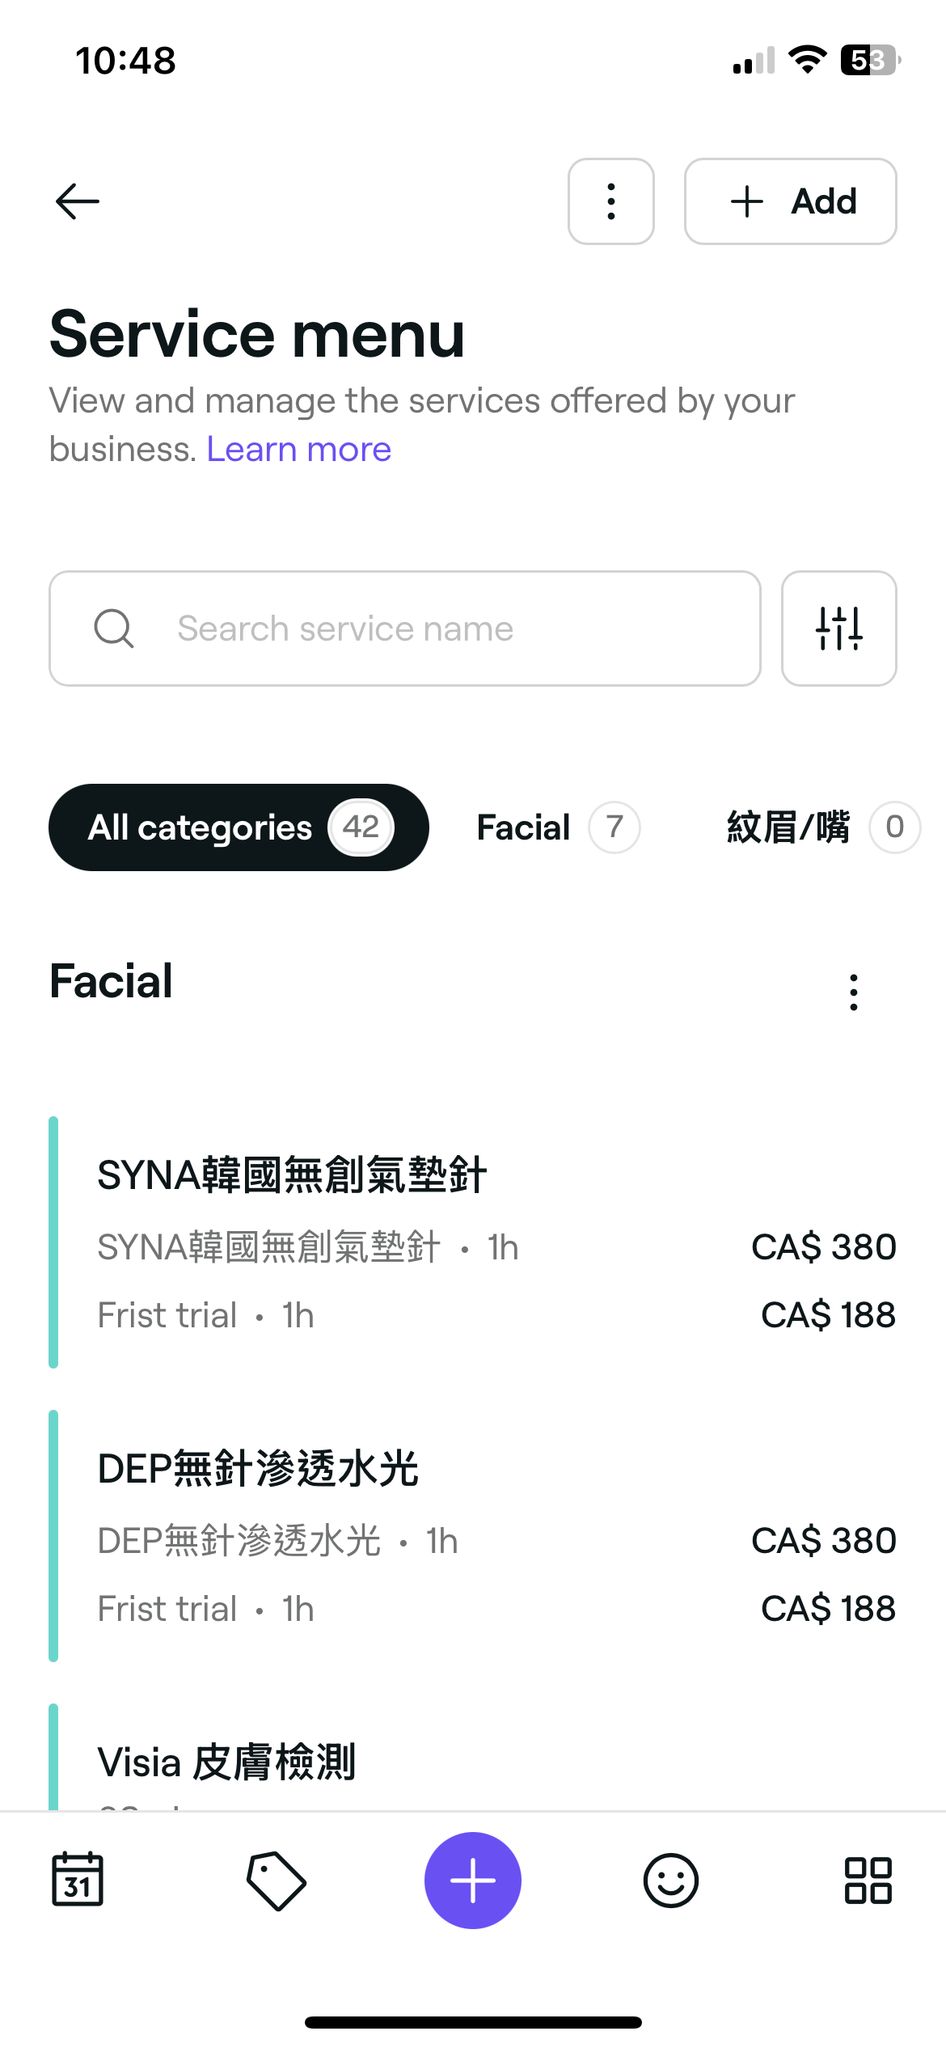 10:48
53
Add
Service menu
View and manage the services offered by your
business. Learn more
Search service name
All categories 42 Facial 7 紋眉/嘴 0
Facial
SYNA韓國無創氣墊針
SYNA韓國無創氣墊針 • 1h CA$ 380
Frist trial • 1h CA$ 188
DEP無針滲透水光
DEP無針滲透水光 • 1h CA$ 380
Frist trial • 1h CA$ 188
Visia 皮膚檢測
31